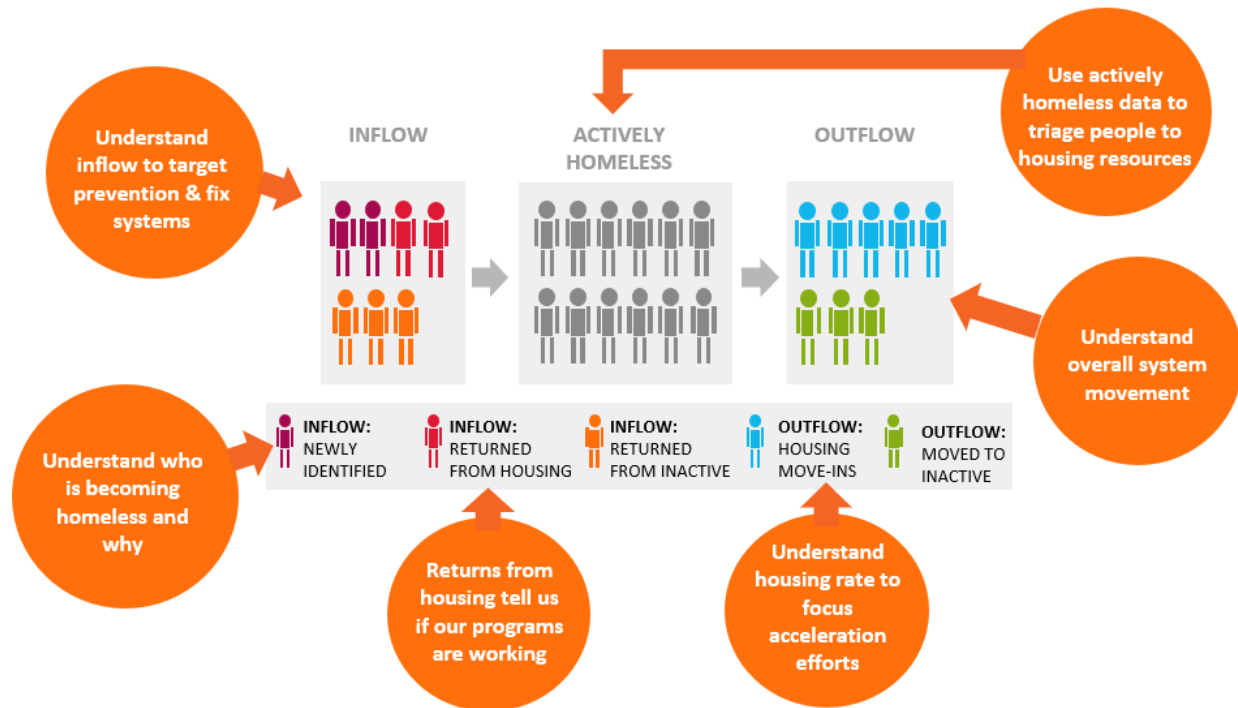 Understand
inflow to target
prevention & fix
systems
INFLOW
ACTIVELY
HOMELESS
OUTFLOW
Use actively
homeless data to
triage people to
housing resources
Understand
overall system
movement
INFLOW:
NEWLY
IDENTIFIED
INFLOW:
RETURNED
FROM HOUSING
INFLOW:
RETURNED
FROM INACTIVE
OUTFLOW:
HOUSING
MOVE-INS
OUTFLOW:
MOVED TO
INACTIVE
Understand who
is becoming
homeless and
why
Returns from
housing tell us
if our programs
are working
Understand
housing rate to
focus
acceleration
efforts